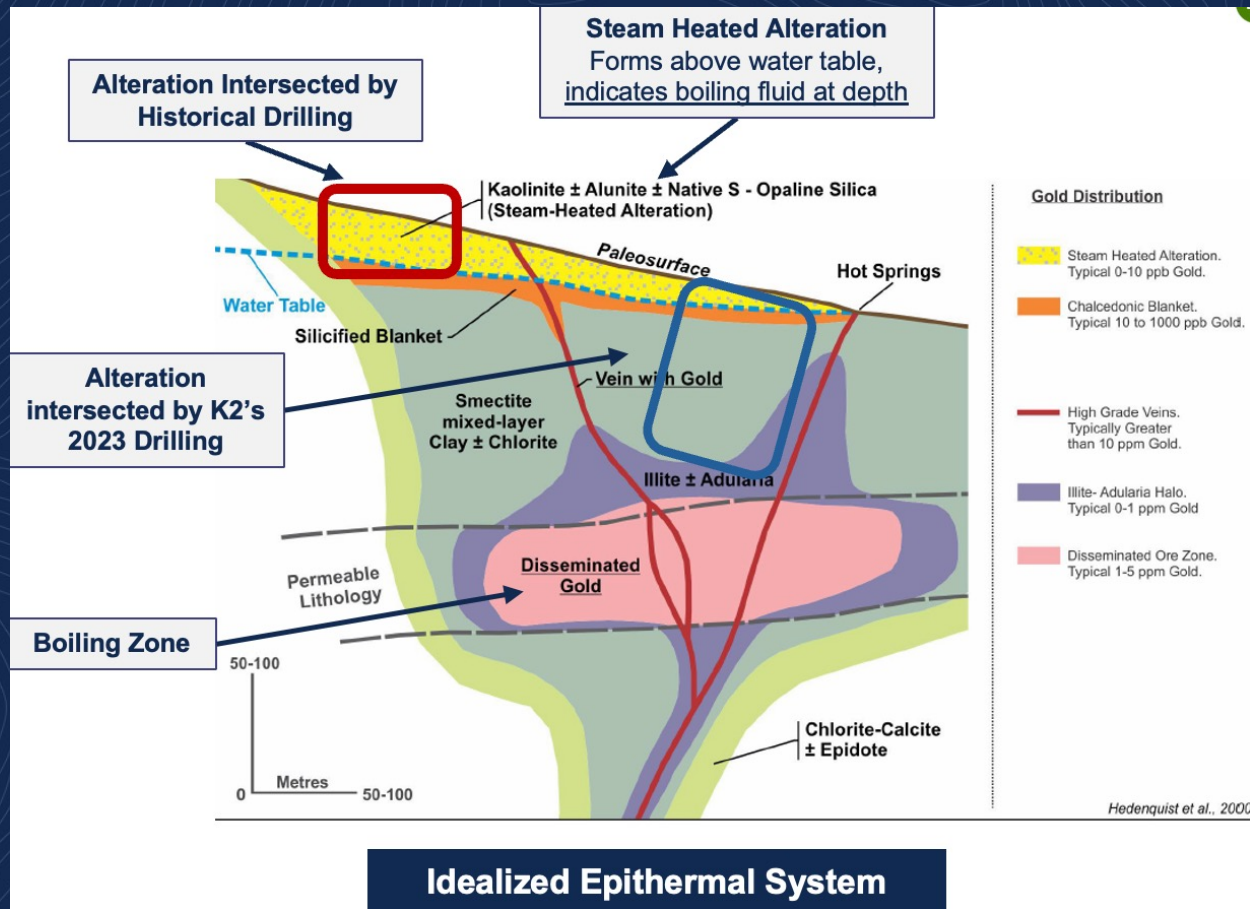 Steam Heated Alteration
Forms above water table,
indicates boiling fluid at depth
Alteration Intersected by
Historical Drilling
Kaolinite ± Alunite ± Native S - Opaline Silica
(Steam-Heated Alteration)
Paleosurface
Hot Springs
Water Table
Silicified Blanket
Alteration
intersected by K2's
2023 Drilling
Vein with Gold
Smectite
mixed-layer
Clay ± Chlorite
Illite ± Adularia
Disseminated
Gold
Permeable
Lithology
Boiling Zone
50-100
Metres
0
50-100
Chlorite-Calcite
± Epidote
Gold Distribution
Steam Heated Alteration.
Typical 0-10 ppb Gold.
Chalcedonic Blanket.
Typical 10 to 1000 ppb Gold.
High Grade Veins.
Typically Greater
than 10 ppm Gold.
Illite- Adularia Halo.
Typical 0-1 ppm Gold
Disseminated Ore Zone.
Typical 1-5 ppm Gold.
Hedenquist et al., 2000
Idealized Epithermal System